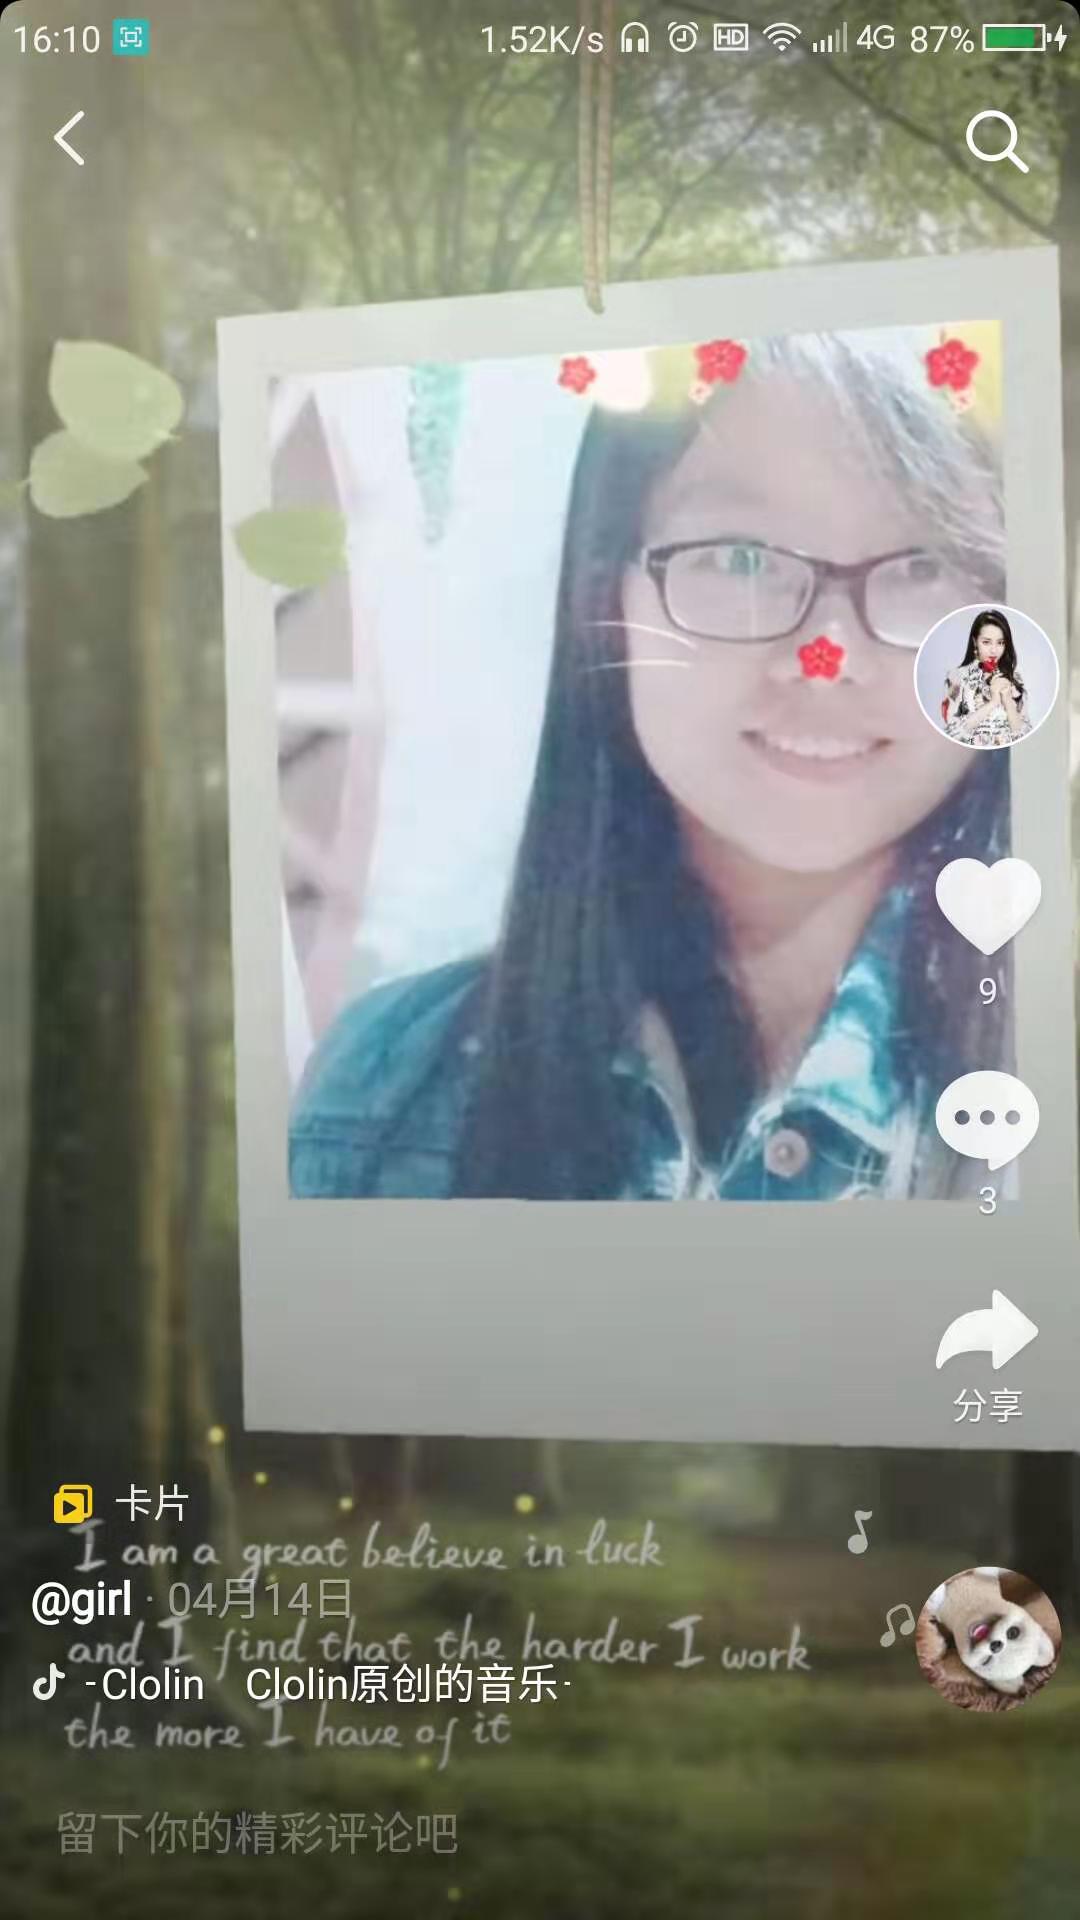 16:10
1.52K/s HD 4G 87%
9
3
分享
卡片
I am a great believe in luck
@girl · 04月14日
and I find that the harder I work
-Clolin Clolin原创的音乐-
the more I have of it
留下你的精彩评论吧